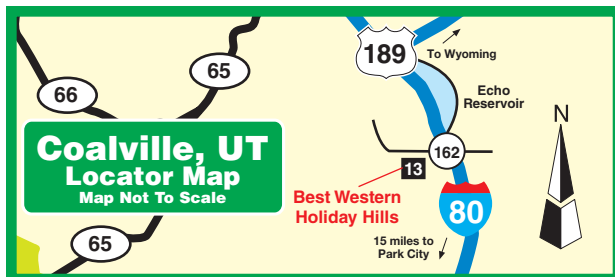 189
To Wyoming
65
66
Echo
Reservoir
N
Coalville, UT
Locator Map
Map Not To Scale
162
13
Best Western
Holiday Hills
80
65
15 miles to
Park City